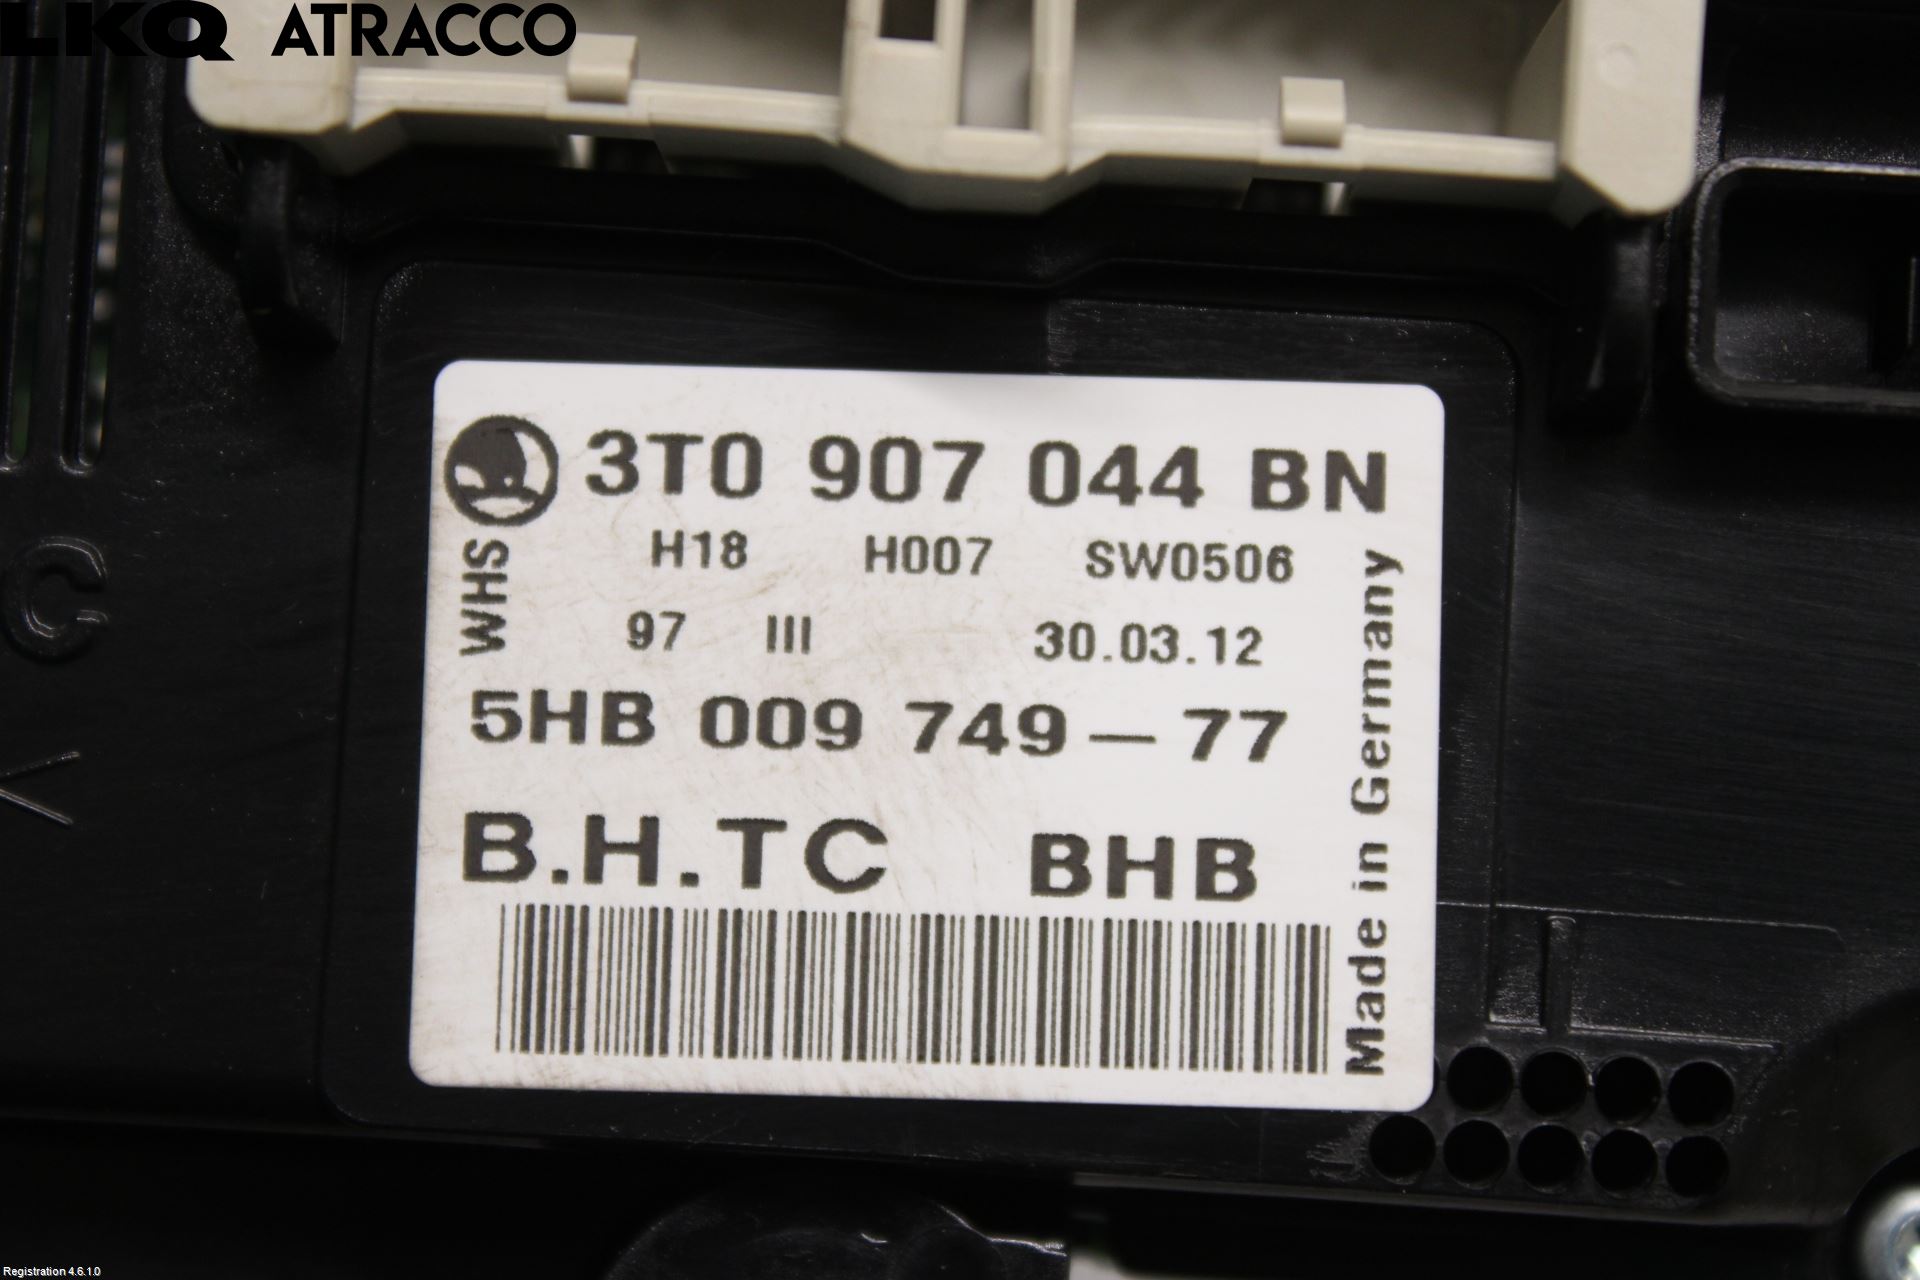 LKQ ATRACCO
3T0 907 044 BN
H18 H007 SW0506
WHS
97 III 30.03.12
5HB 009 749-77
B.H.TC BHB
Made in Germany
C
Registration 4.6.1.0